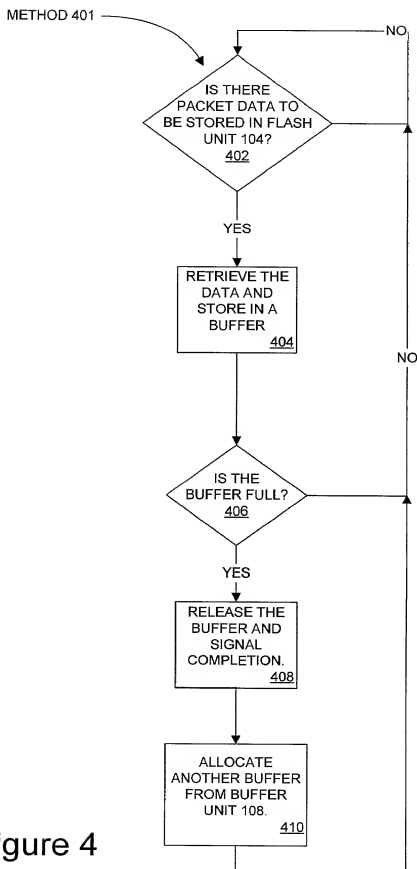 METHOD 401
NO
IS THERE
PACKET DATA TO
BE STORED IN FLASH
UNIT 104?
402
YES
RETRIEVE THE
DATA AND
STORE IN A
BUFFER
404
NO
IS THE
BUFFER FULL?
406
YES
RELEASE THE
BUFFER AND
SIGNAL
COMPLETION.
408
ALLOCATE
ANOTHER BUFFER
FROM BUFFER
UNIT 108.
410
gure 4